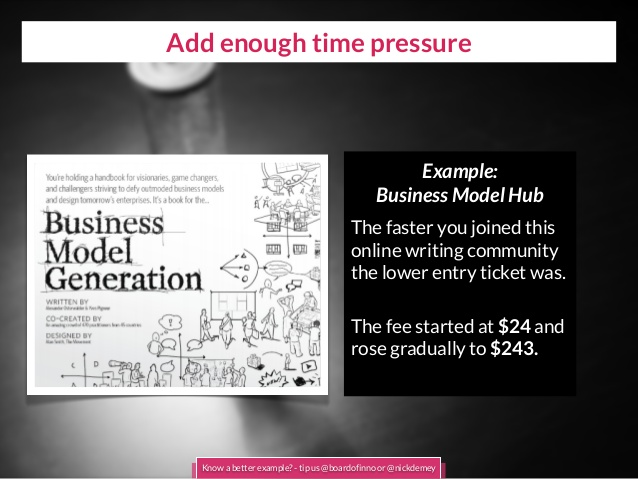 Add enough time pressure
You're holding a handbook for visionaries, game changers,
and challengers striving to defy outmoded business models
and design tomorrow's enterprises. It's a book for the...
Business
Model
Generation
WRITTEN BY
Alexander Osterwalder and Yves Pigneur
CO-CREATED BY
An amazing crowd of 470 practitioners from 45 countries
DESIGNED BY
Alan Smith, The Movement
C D
Example:
Business Model Hub
The faster you joined this
online writing community
the lower entry ticket was.
The fee started at $24 and
rose gradually to $243.
Know a better example? - tip us @boardofinno or @nickdemey